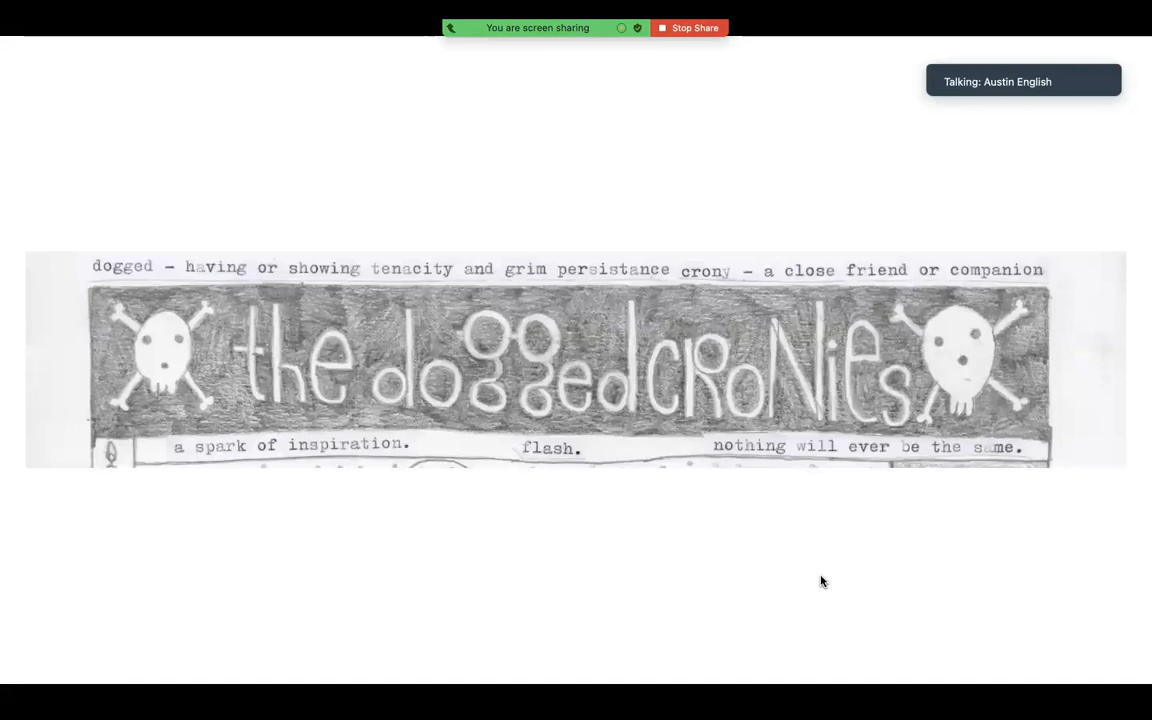 You are screen sharing
Stop Share
Talking: Austin English
dogged - having or showing tenacity and grim persistance crony - a close friend or companion
the doggedcRoNies
a spark of inspiration. flash. nothing will ever be the same.